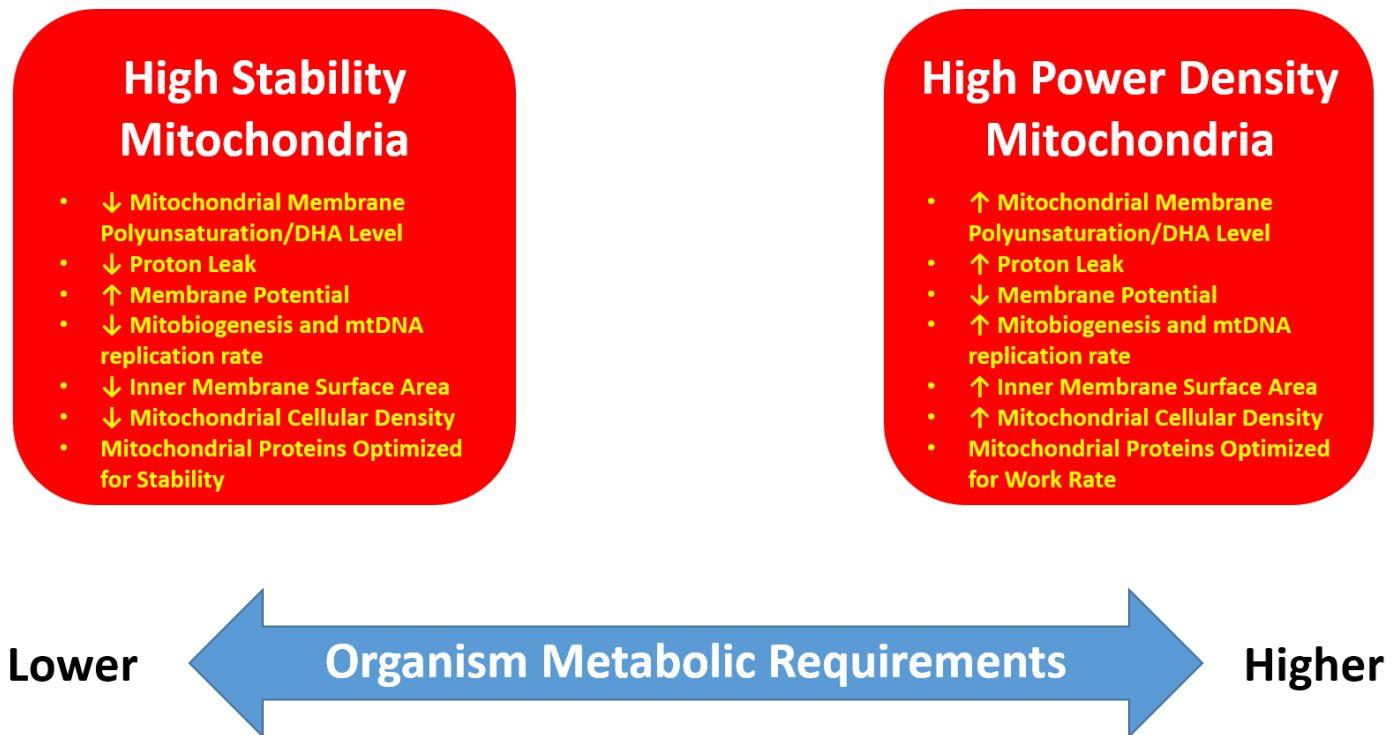 High Stability
Mitochondria
• ↓ Mitochondrial Membrane
Polyunsaturation/DHA Level
• ↓ Proton Leak
• ↑ Membrane Potential
• ↓ Mitobiogenesis and mtDNA
replication rate
• ↓ Inner Membrane Surface Area
• ↓ Mitochondrial Cellular Density
• Mitochondrial Proteins Optimized
for Stability
High Power Density
Mitochondria
• ↑ Mitochondrial Membrane
Polyunsaturation/DHA Level
• ↑ Proton Leak
• ↓ Membrane Potential
• ↑ Mitobiogenesis and mtDNA
replication rate
• ↑ Inner Membrane Surface Area
• ↑ Mitochondrial Cellular Density
• Mitochondrial Proteins Optimized
for Work Rate
Lower
Organism Metabolic Requirements
Higher